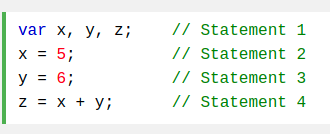 var x, y, z;    // Statement 1
x = 5;          // Statement 2
y = 6;          // Statement 3
z = x + y;      // Statement 4